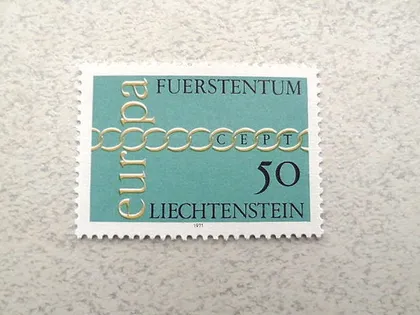 europa
FUERSTENTUM
CEPT
50
LIECHTENSTEIN
1971